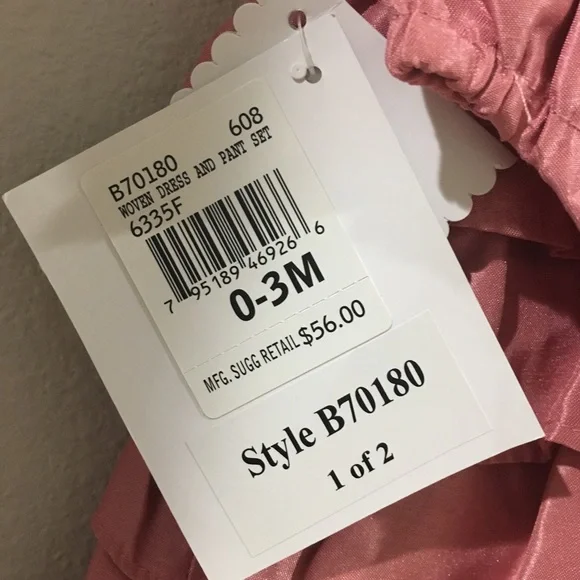 B70180 608
WOVEN DRESS AND PANT SET
6335F
7 95189 46926 6
0-3M
MFG. SUGG RETAIL $56.00
Style B70180
1 of 2